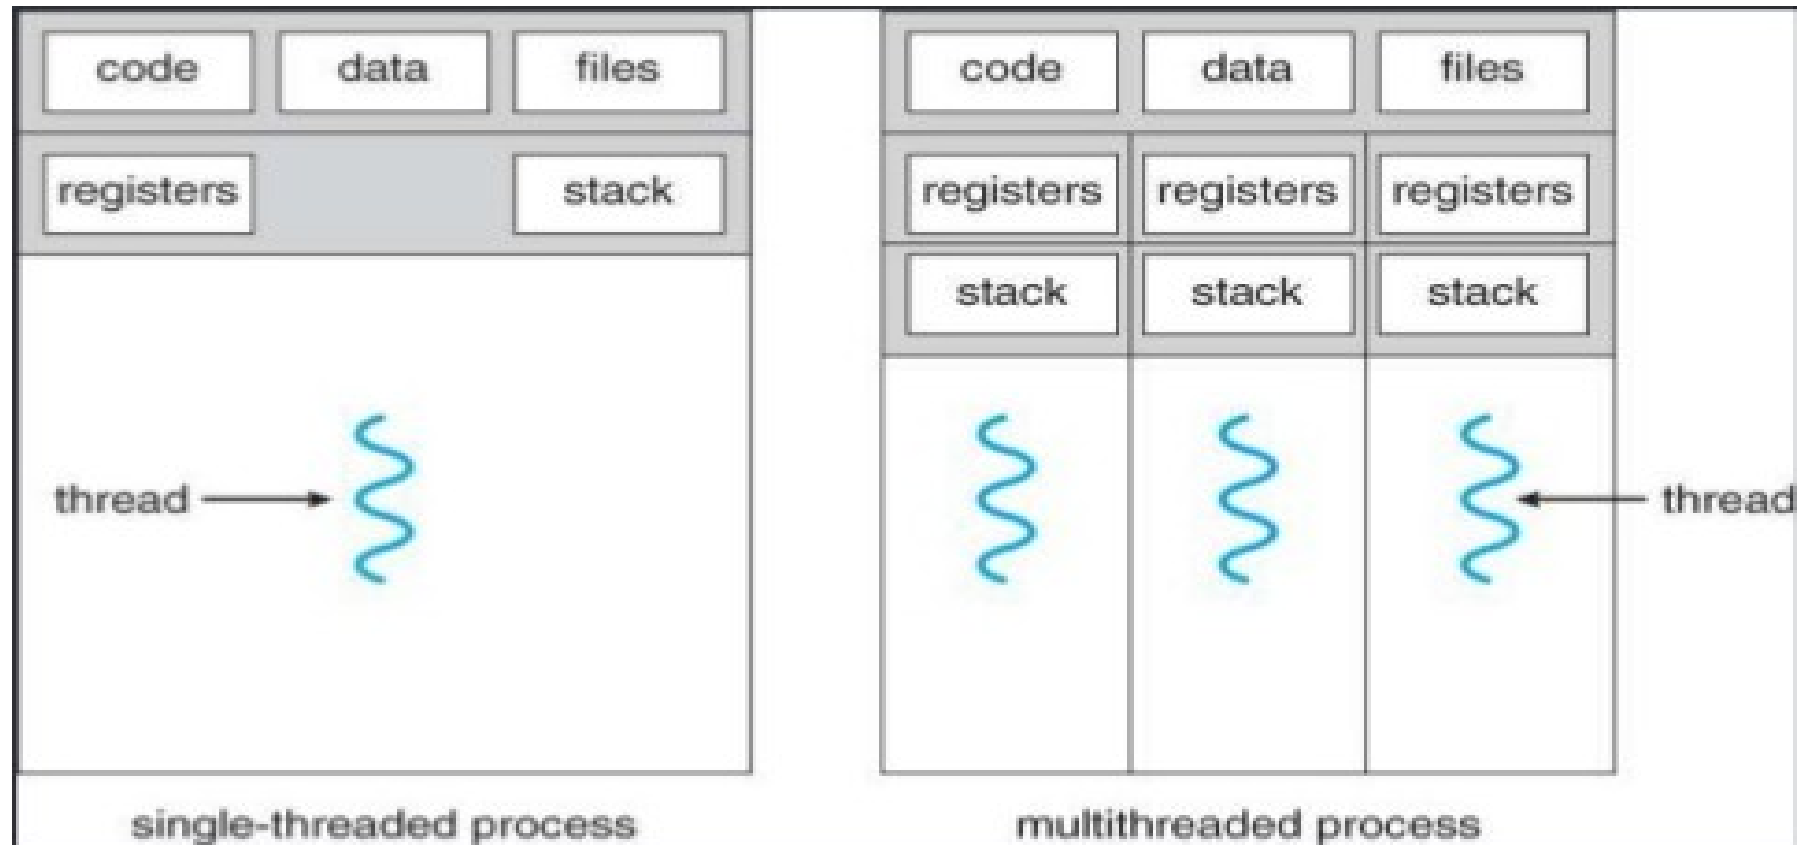 code data files code data files
registers stack registers registers registers
stack stack stack
thread thread
single-threaded process multithreaded process